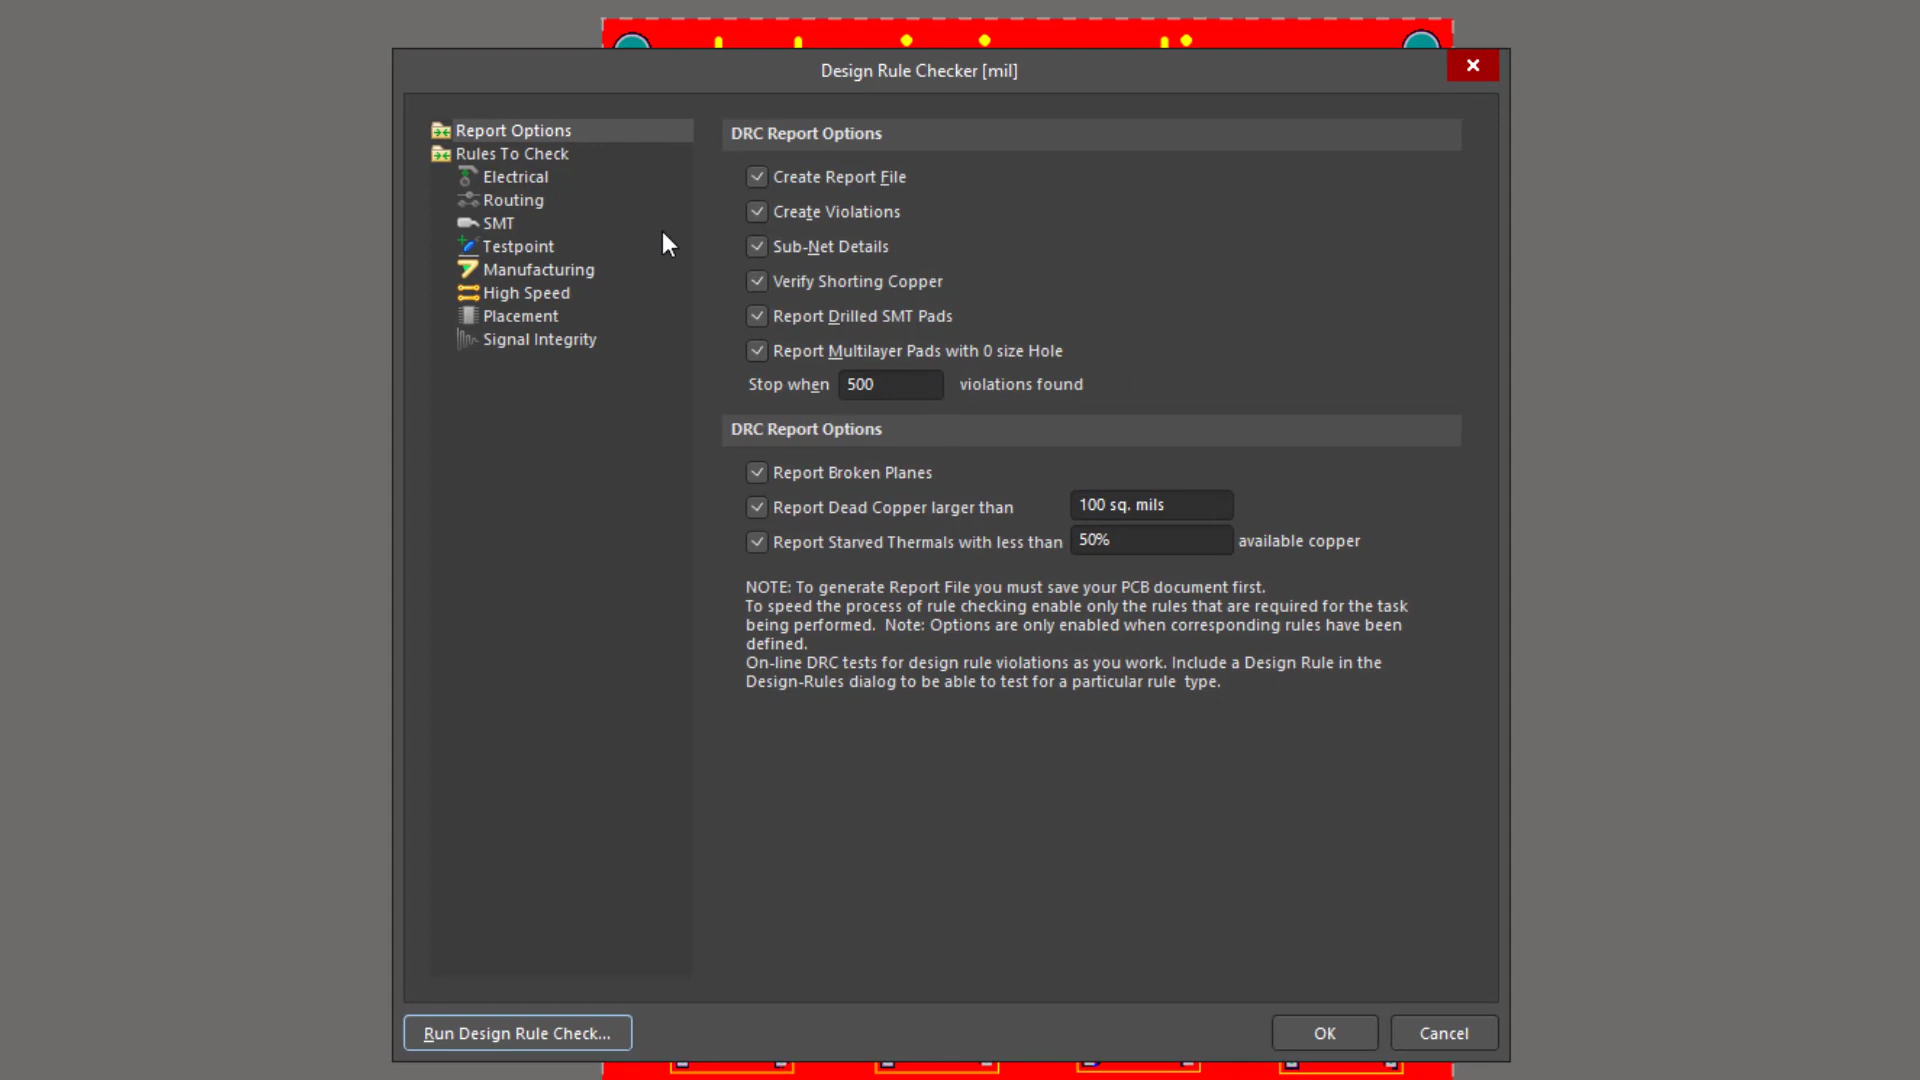 Design Rule Checker [mil]
Report Options
Rules To Check
Electrical
Routing
SMT
Testpoint
Manufacturing
High Speed
Placement
Signal Integrity
DRC Report Options
Create Report File
Create Violations
Sub-Net Details
Verify Shorting Copper
Report Drilled SMT Pads
Report Multilayer Pads with 0 size Hole
Stop when 500 violations found
DRC Report Options
Report Broken Planes
Report Dead Copper larger than 100 sq. mils
Report Starved Thermals with less than 50% available copper
NOTE: To generate Report File you must save your PCB document first.
To speed the process of rule checking enable only the rules that are required for the task
being performed.  Note: Options are only enabled when corresponding rules have been
defined.
On-line DRC tests for design rule violations as you work. Include a Design Rule in the
Design-Rules dialog to be able to test for a particular rule  type.
Run Design Rule Check...
OK
Cancel